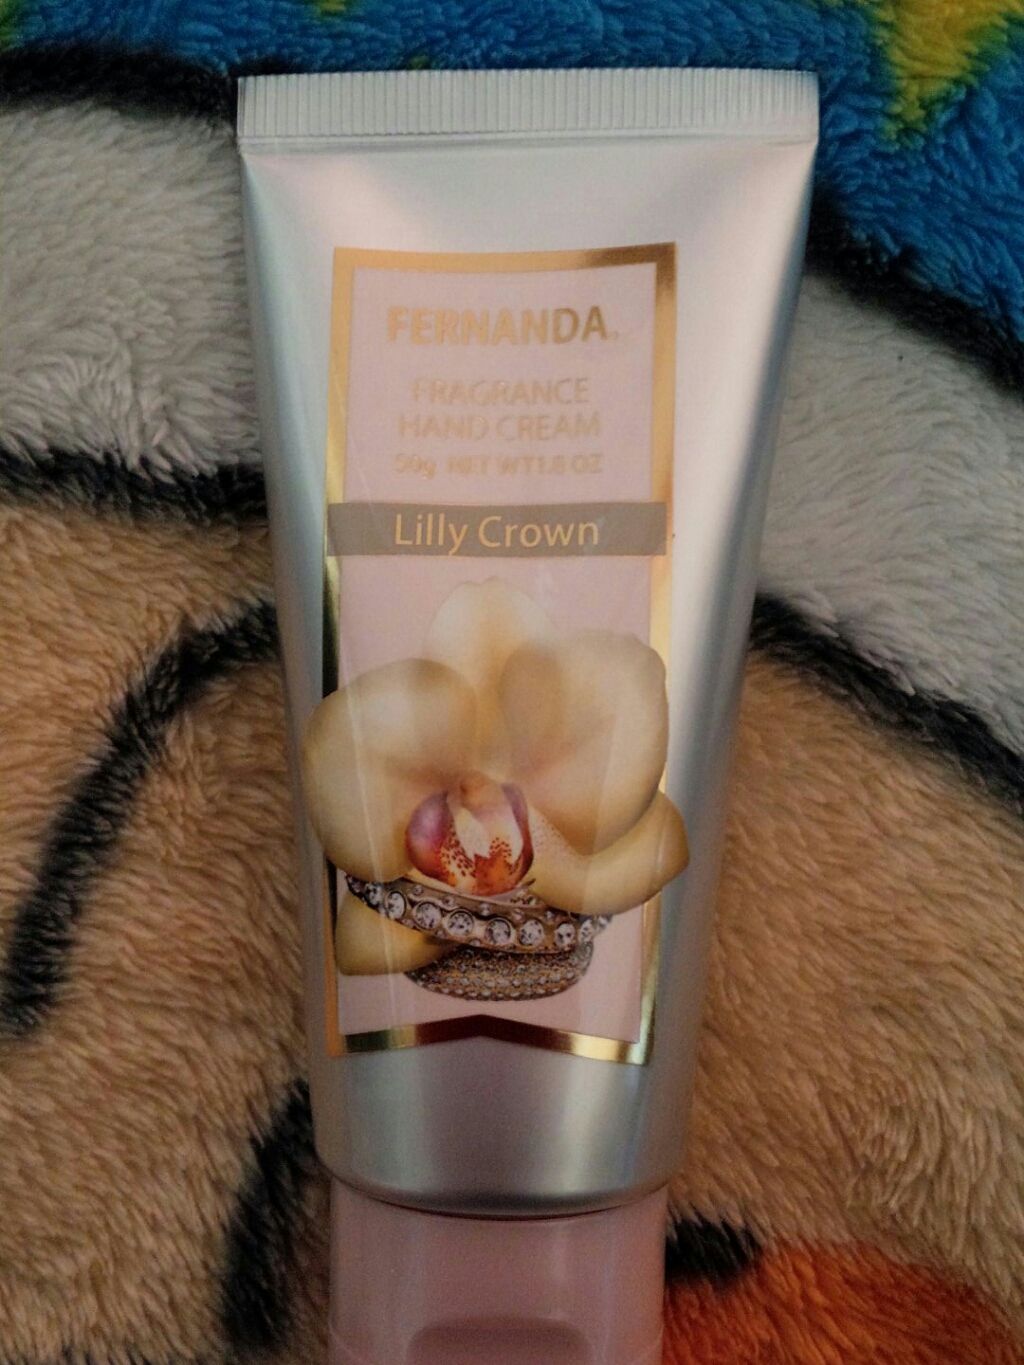 FERNANDA.
FRAGRANCE
HAND CREAM
50g NET WT1.8 OZ
Lilly Crown